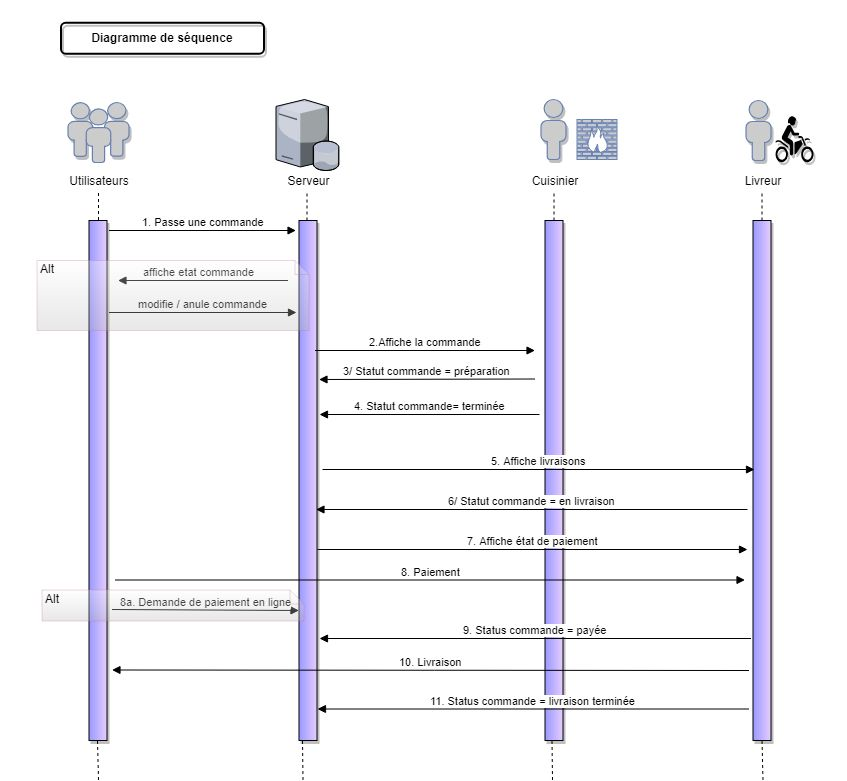 Diagramme de séquence
Utilisateurs
Serveur
Cuisinier
Livreur
1. Passe une commande
Alt
affiche etat commande
modifie / anule commande
2.Affiche la commande
3/ Statut commande = préparation
4. Statut commande= terminée
5. Affiche livraisons
6/ Statut commande = en livraison
7. Affiche état de paiement
8. Paiement
Alt
8a. Demande de paiement en ligne
9. Status commande = payée
10. Livraison
11. Status commande = livraison terminée